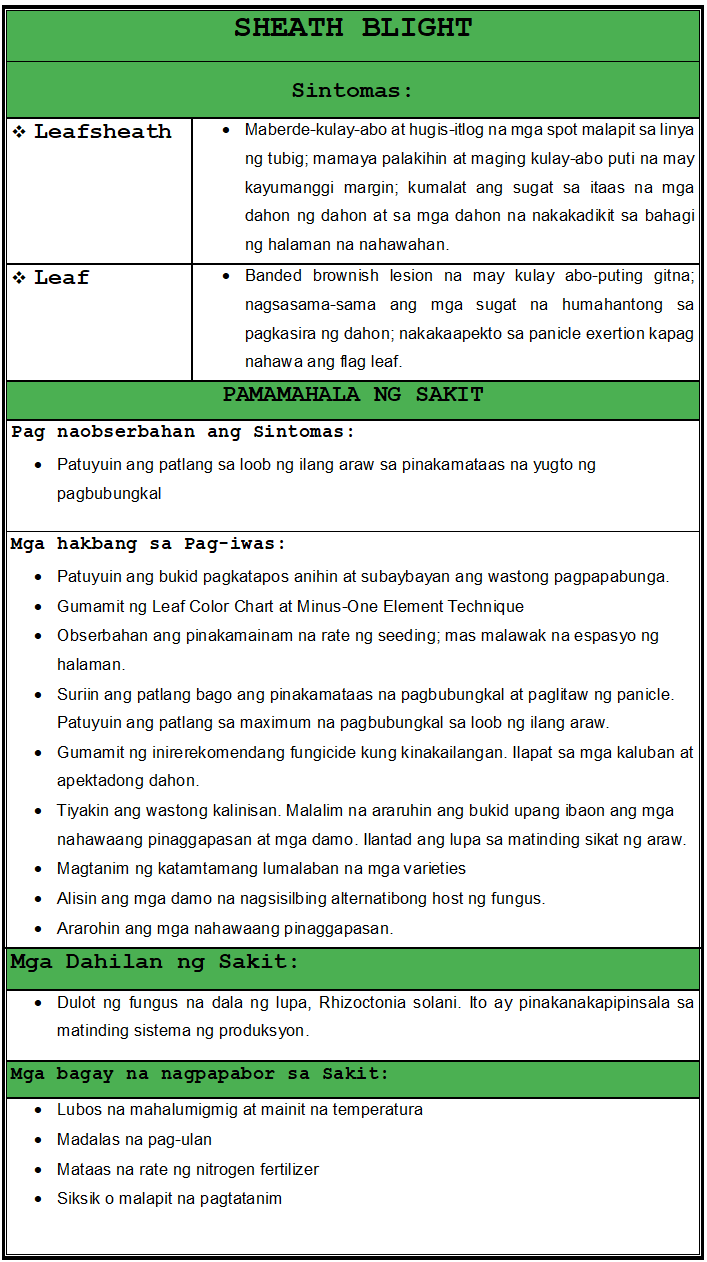 SHEATH BLIGHT
Sintomas:
❖ Leafsheath
• Maberde-kulay-abo at hugis-itlog na mga spot malapit sa linya
ng tubig; mamaya palakihin at maging kulay-abo puti na may
kayumanggi margin; kumalat ang sugat sa itaas na mga
dahon ng dahon at sa mga dahon na nakakadikit sa bahagi
ng halaman na nahawahan.
❖ Leaf
• Banded brownish lesion na may kulay abo-puting gitna;
nagsasama-sama ang mga sugat na humahantong sa
pagkasira ng dahon; nakakaapekto sa panicle exertion kapag
nahawa ang flag leaf.
PAMAMAHALA NG SAKIT
Pag naobserbahan ang Sintomas:
• Patuyuin ang patlang sa loob ng ilang araw sa pinakamataas na yugto ng
pagbubungkal
Mga hakbang sa Pag-iwas:
• Patuyuin ang bukid pagkatapos anihin at subaybayan ang wastong pagpapabunga.
• Gumamit ng Leaf Color Chart at Minus-One Element Technique
• Obserbahan ang pinakamainam na rate ng seeding; mas malawak na espasyo ng
halaman.
• Suriin ang patlang bago ang pinakamataas na pagbubungkal at paglitaw ng panicle.
Patuyuin ang patlang sa maximum na pagbubungkal sa loob ng ilang araw.
• Gumamit ng inirerekomendang fungicide kung kinakailangan. Ilapat sa mga kaluban at
apektadong dahon.
• Tiyakin ang wastong kalinisan. Malalim na araruhin ang bukid upang ibaon ang mga
nahawaang pinaggapasan at mga damo. Ilantad ang lupa sa matinding sikat ng araw.
• Magtanim ng katamtamang lumalaban na mga varieties
• Alisin ang mga damo na nagsisilbing alternatibong host ng fungus.
• Ararohin ang mga nahawaang pinaggapasan.
Mga Dahilan ng Sakit:
• Dulot ng fungus na dala ng lupa, Rhizoctonia solani. Ito ay pinakanakapipinsala sa
matinding sistema ng produksyon.
Mga bagay na nagpapabor sa Sakit:
• Lubos na mahalumigmig at mainit na temperatura
• Madalas na pag-ulan
• Mataas na rate ng nitrogen fertilizer
• Siksik o malapit na pagtatanim